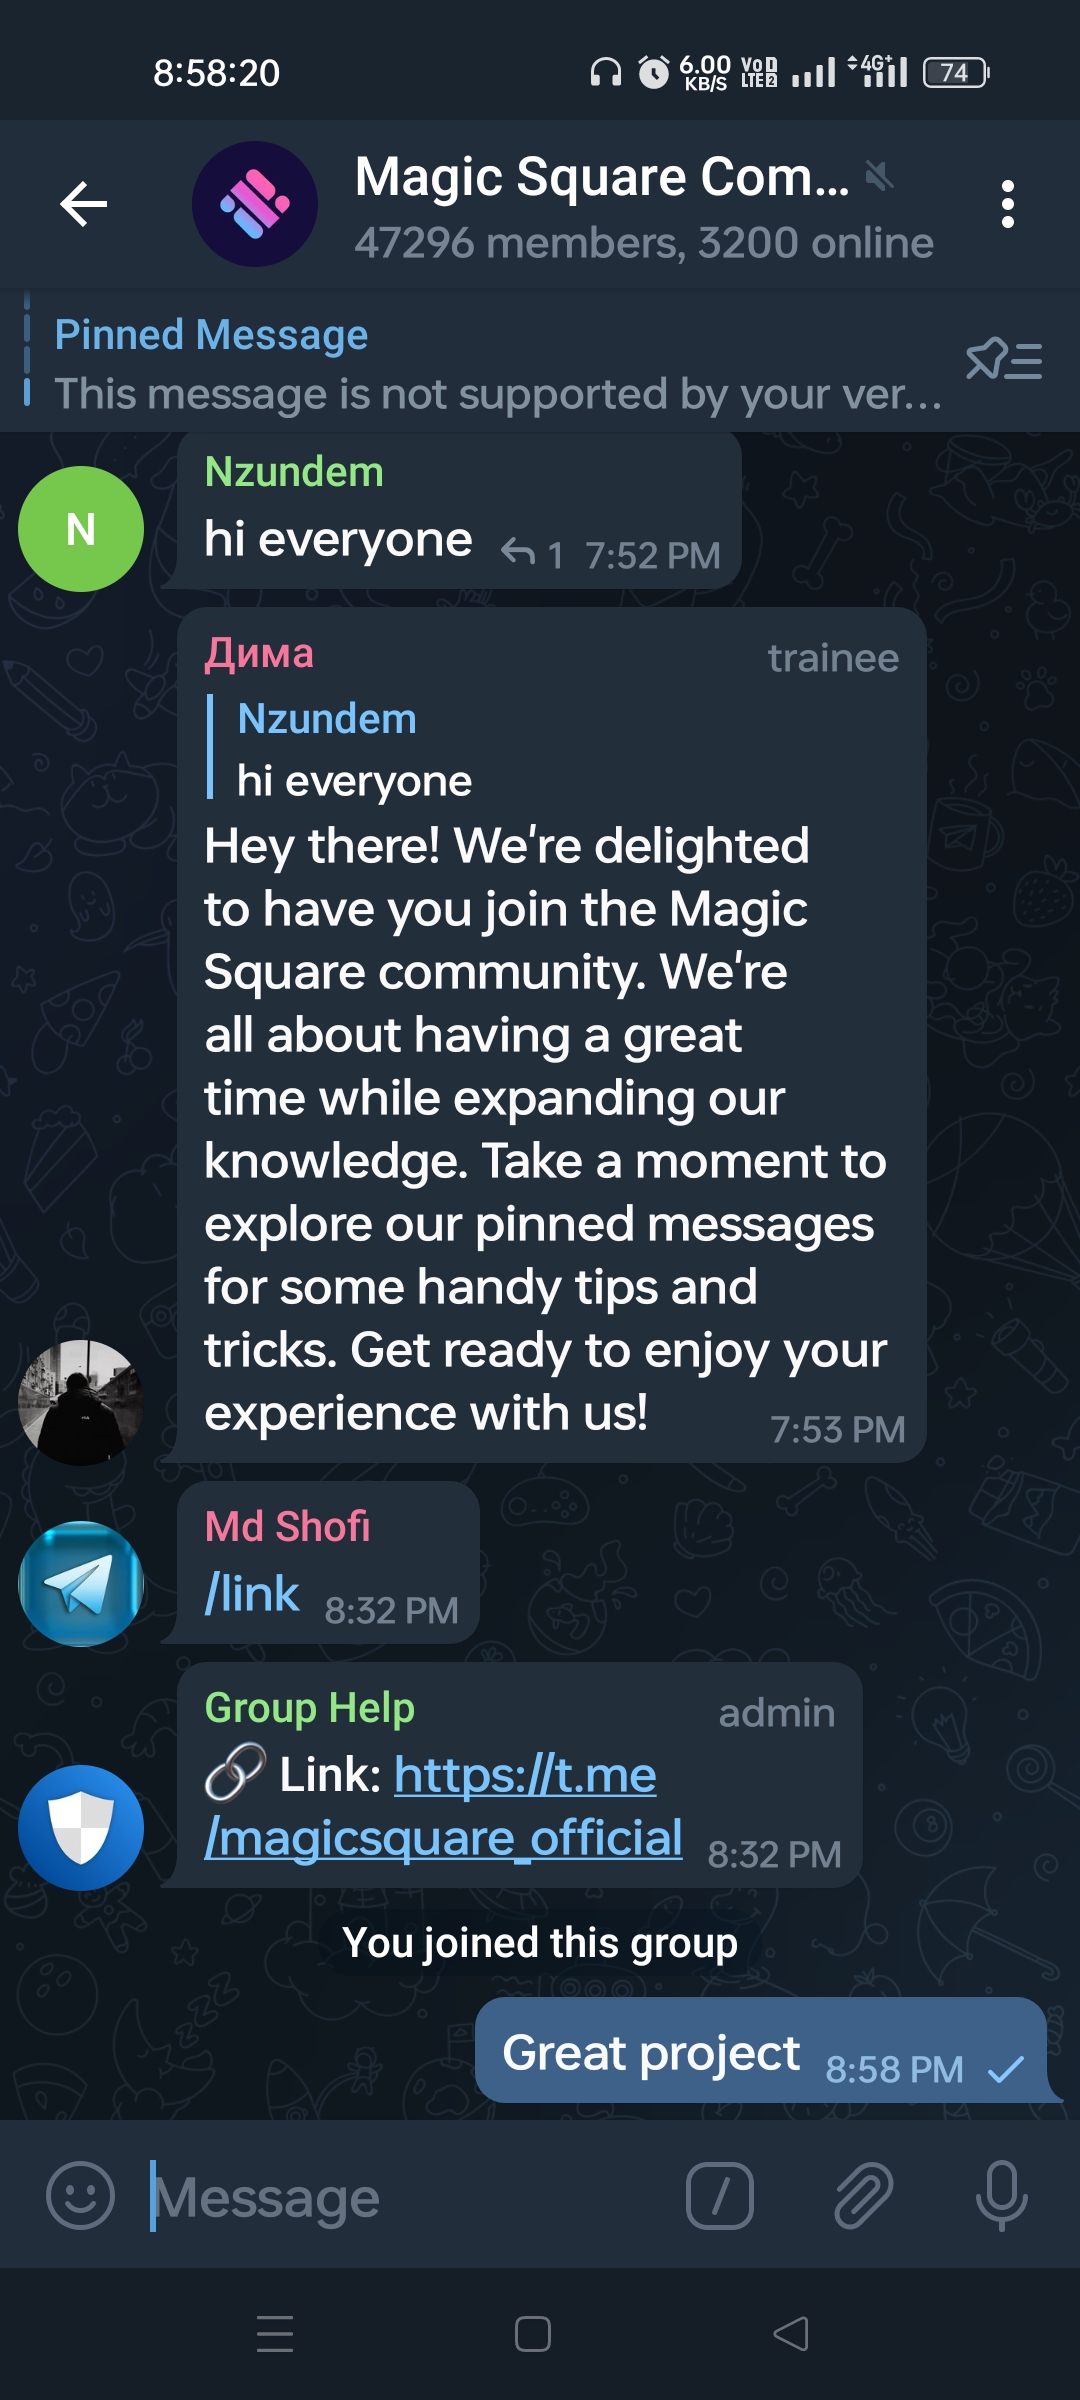 8:58:20
6.00 KB/S
Vo LTE 2
4G+
74
Magic Square Com...
47296 members, 3200 online
Pinned Message
This message is not supported by your ver...
N
Nzundem
hi everyone 1 7:52 PM
Дима trainee
Nzundem
hi everyone
Hey there! We're delighted
to have you join the Magic
Square community. We're
all about having a great
time while expanding our
knowledge. Take a moment to
explore our pinned messages
for some handy tips and
tricks. Get ready to enjoy your
experience with us! 7:53 PM
Md Shofi
/link 8:32 PM
Group Help admin
Link: https://t.me
/magicsquare_official 8:32 PM
You joined this group
Great project 8:58 PM
Message